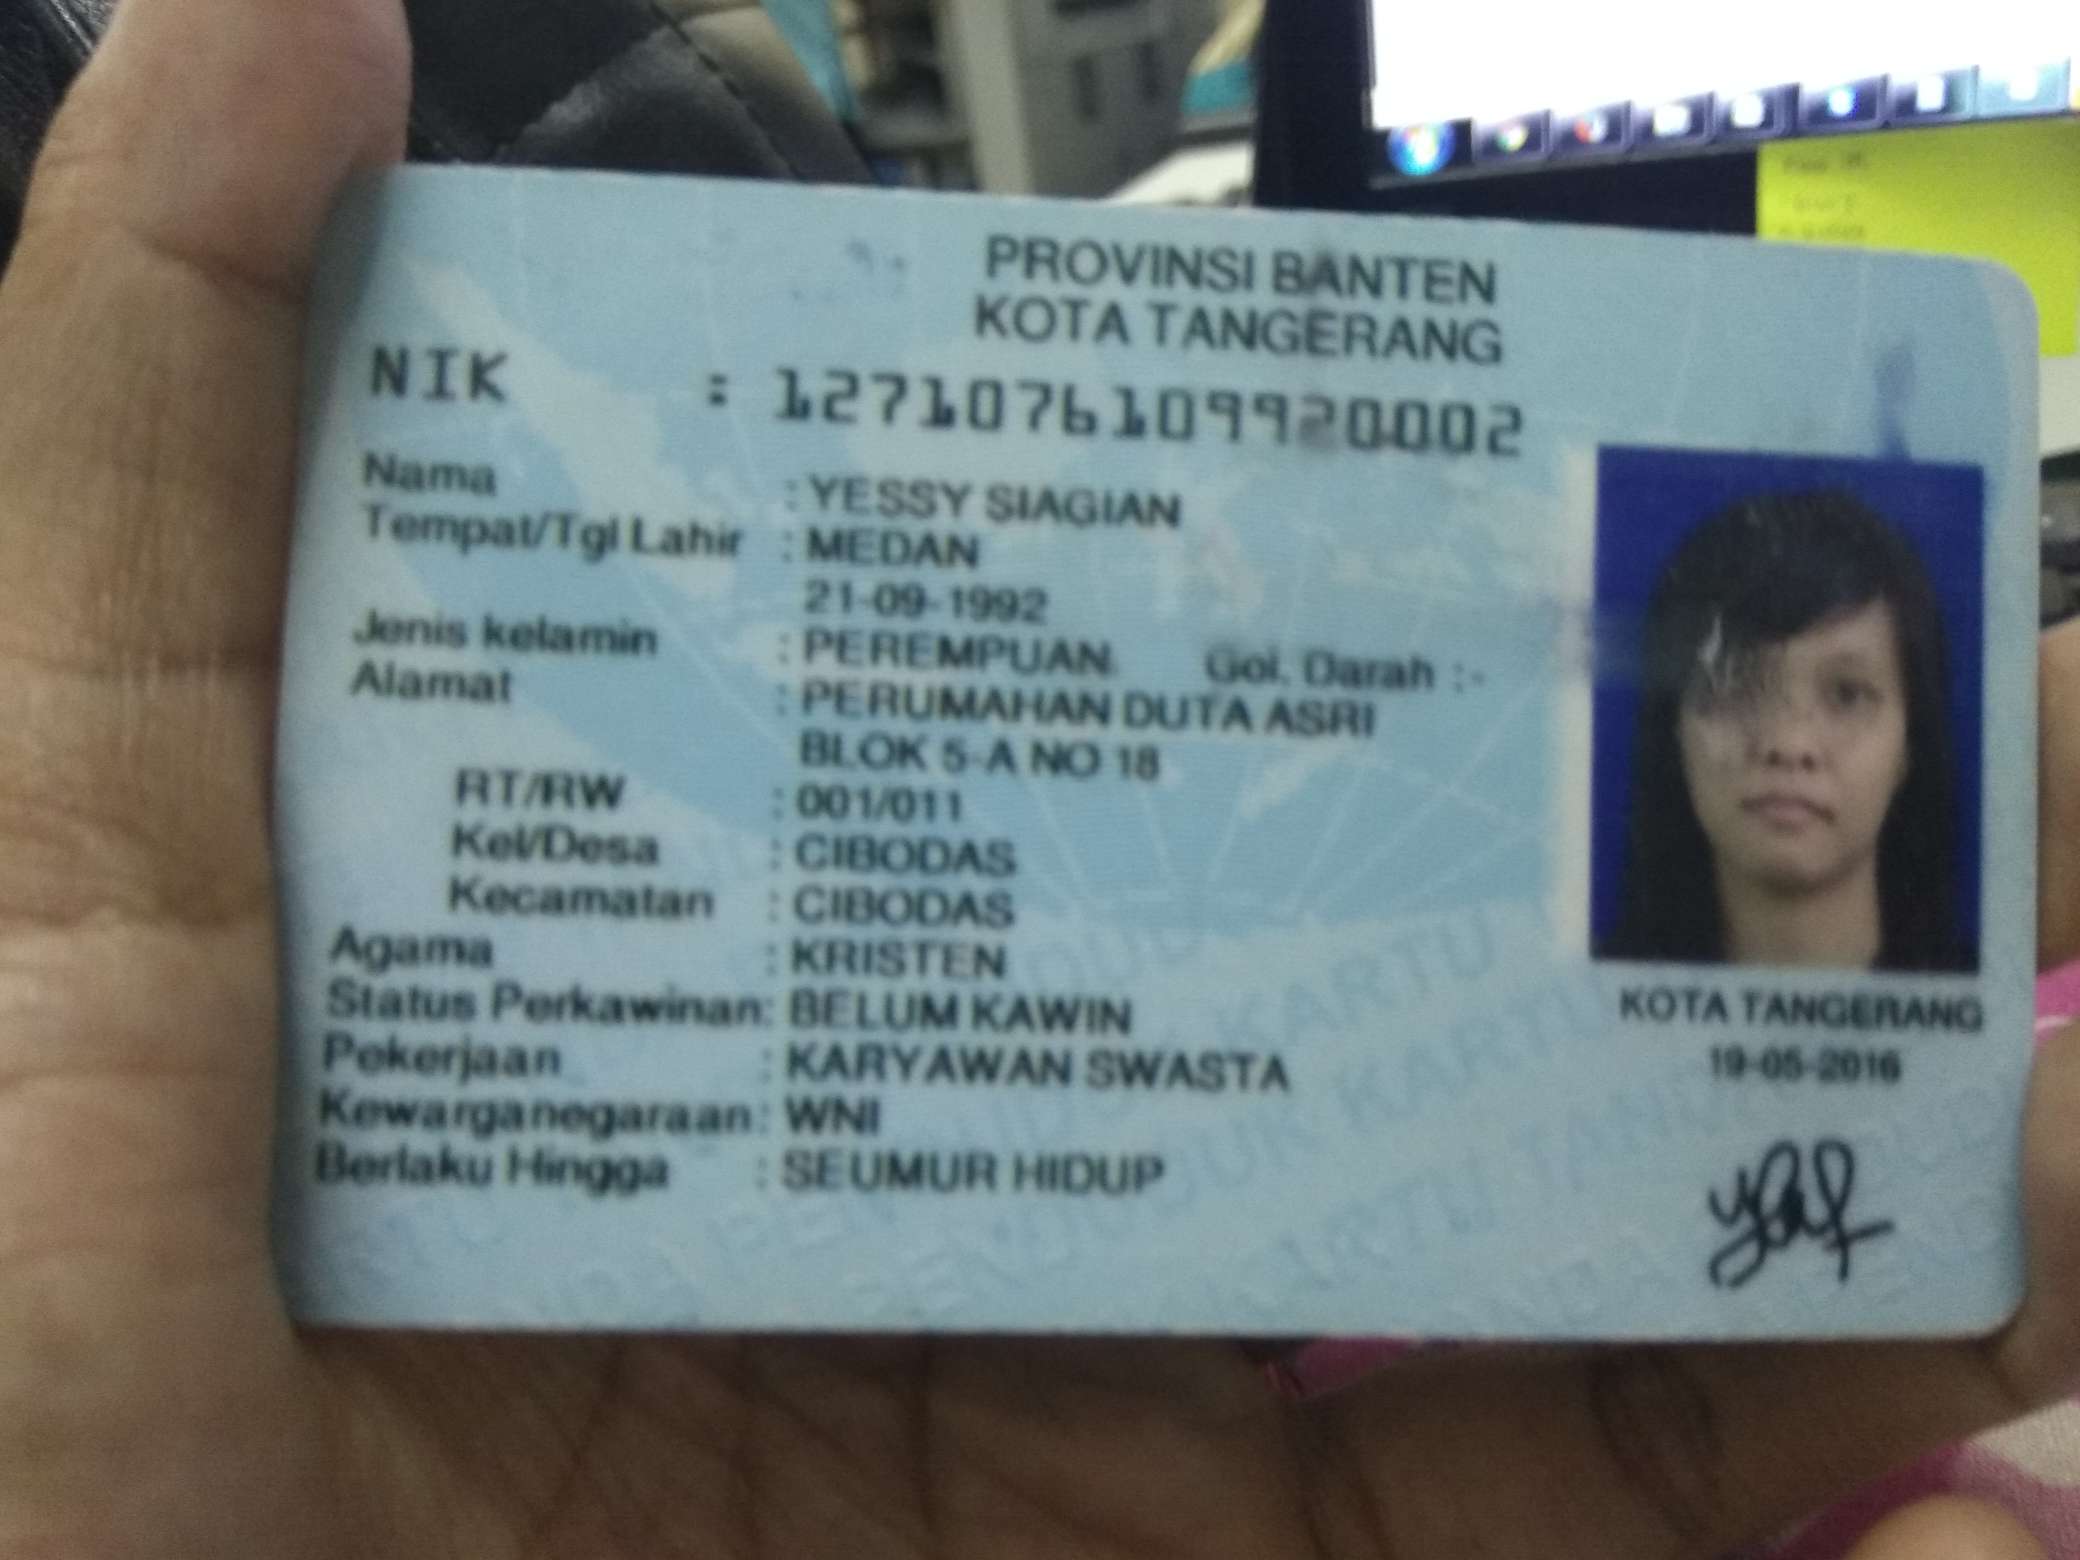 PROVINSI BANTEN
KOTA TANGERANG
NIK : 1271076109920002
Nama : YESSY SIAGIAN
Tempat/Tgl Lahir : MEDAN
21-09-1992
Jenis kelamin : PEREMPUAN Gol. Darah :-
Alamat : PERUMAHAN DUTA ASRI
BLOK 5-A NO 18
RT/RW : 001/011
Kel/Desa : CIBODAS
Kecamatan : CIBODAS
Agama : KRISTEN
Status Perkawinan: BELUM KAWIN
Pekerjaan : KARYAWAN SWASTA
Kewarganegaraan: WNI
Berlaku Hingga : SEUMUR HIDUP
KOTA TANGERANG
19-05-2016